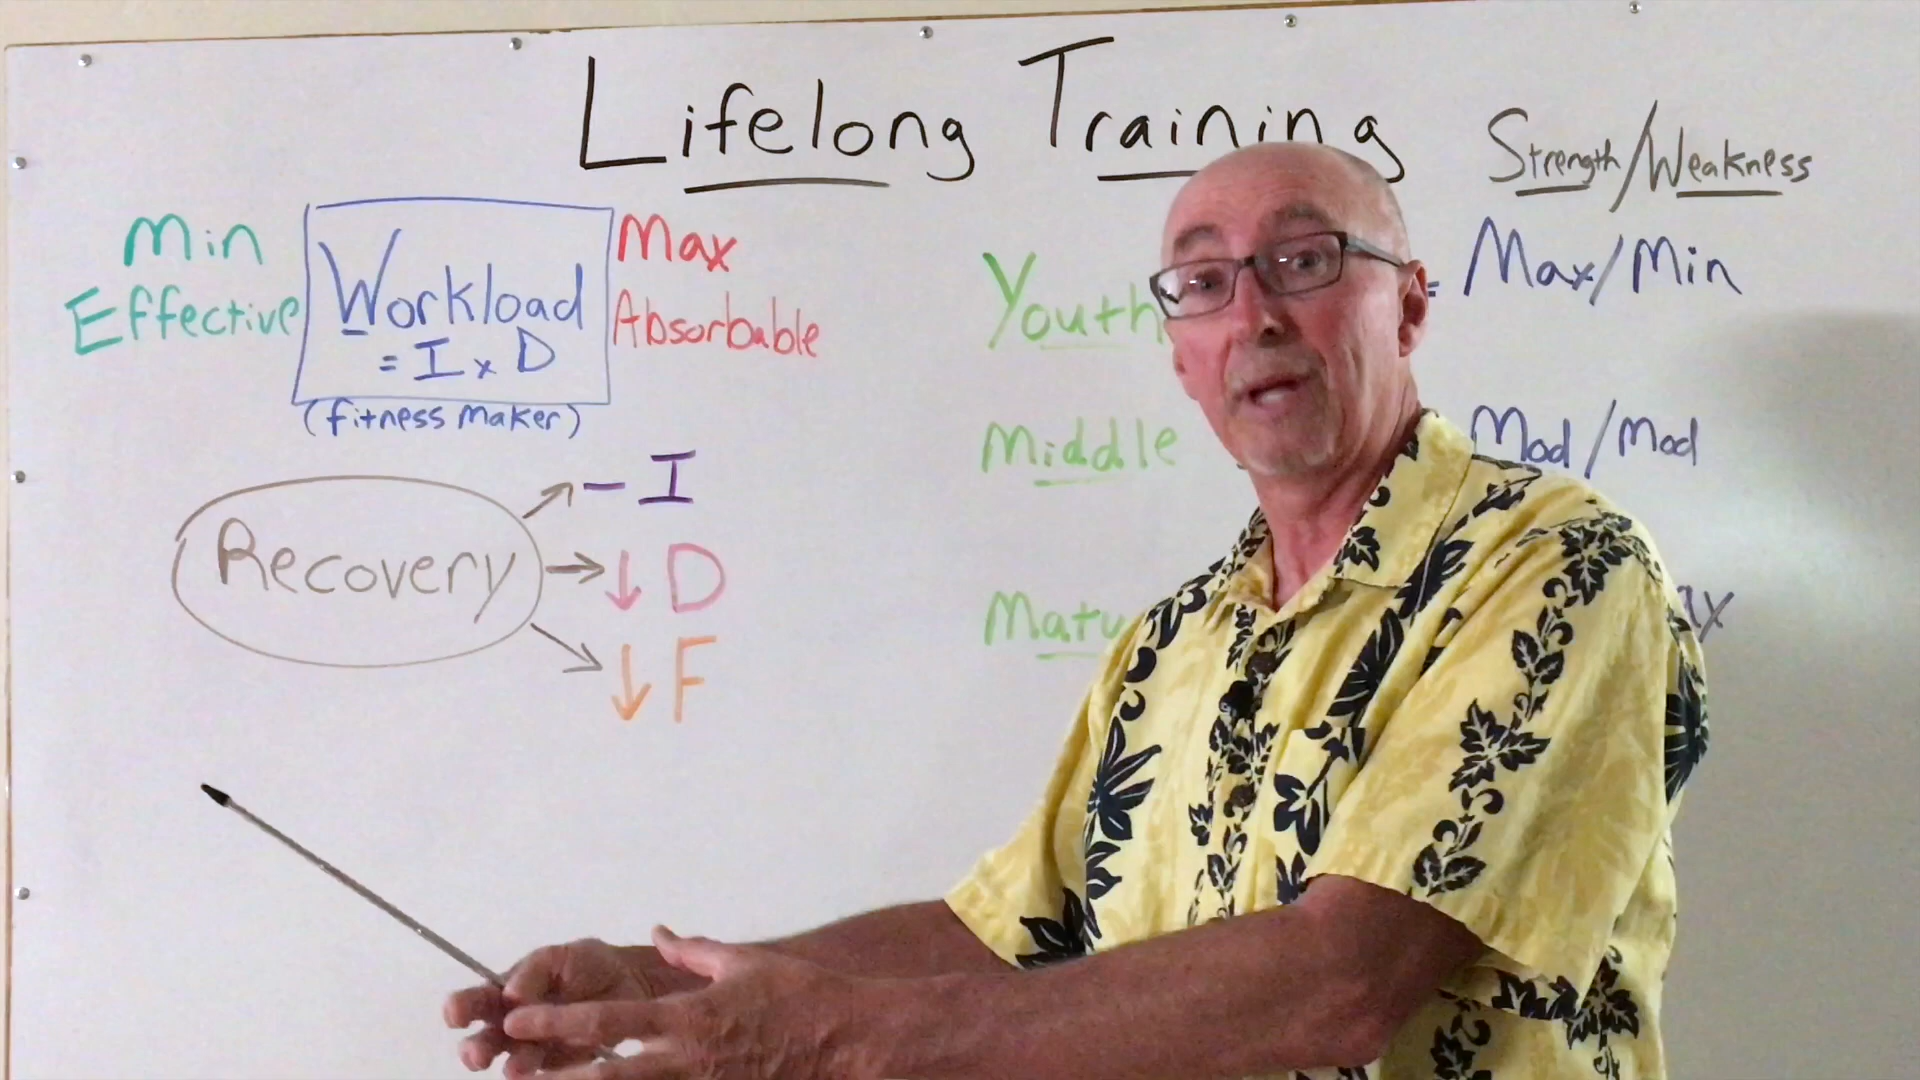 Lifelong Training
Strength/Weakness
Min
Effective
Workload
= I x D
(fitness maker)
Max
Absorbable
Recovery
- I
↓ D
↓ F
Youth
= Max/Min
Middle
Mod/Mod